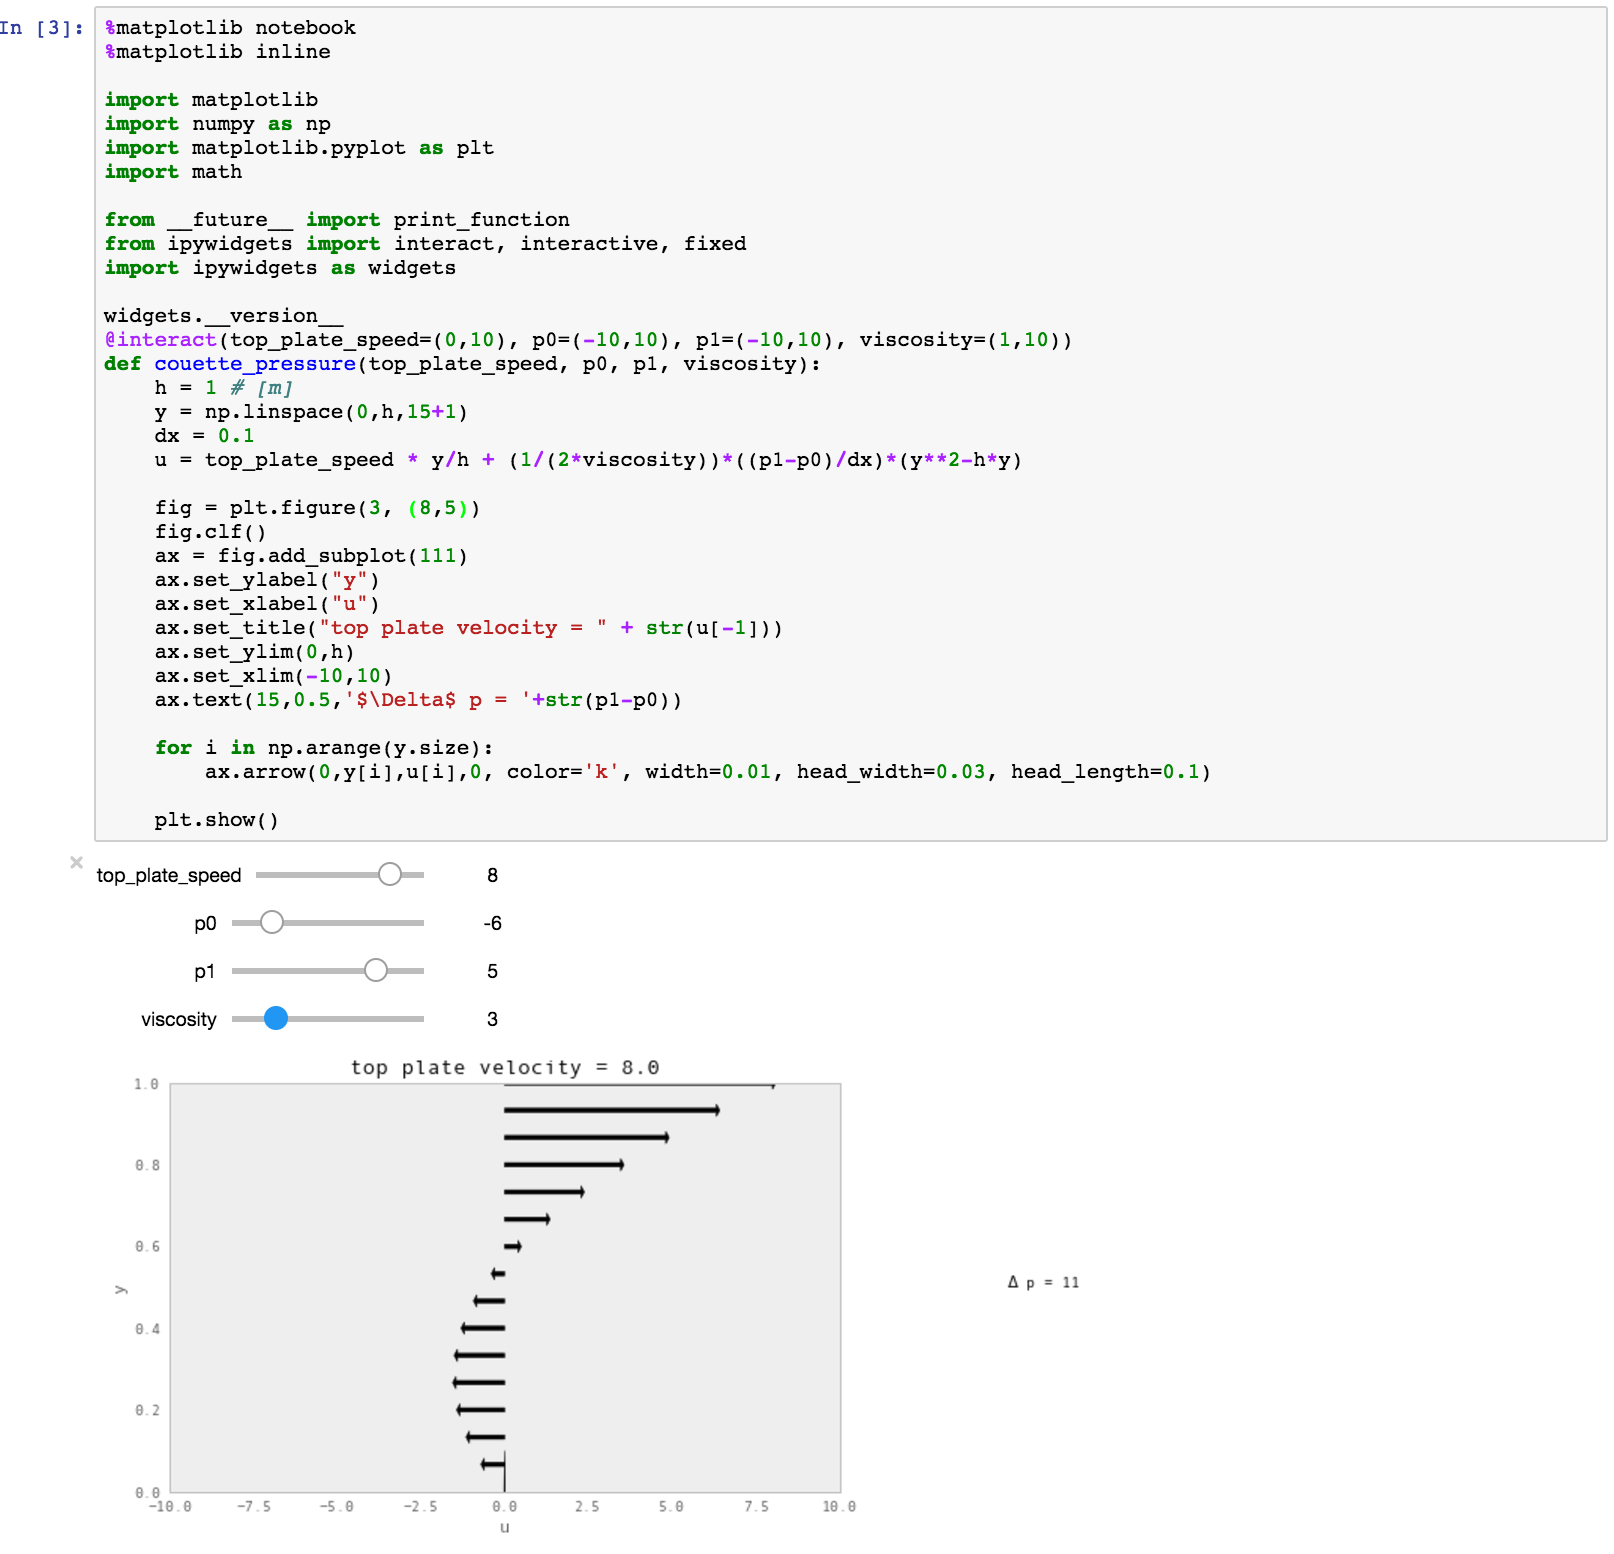 In [3]:
%matplotlib notebook
%matplotlib inline
import matplotlib
import numpy as np
import matplotlib.pyplot as plt
import math
from __future__ import print_function
from ipywidgets import interact, interactive, fixed
import ipywidgets as widgets
widgets.__version__
@interact(top_plate_speed=(0,10), p0=(-10,10), p1=(-10,10), viscosity=(1,10))
def couette_pressure(top_plate_speed, p0, p1, viscosity):
    h = 1 # [m]
    y = np.linspace(0,h,15+1)
    dx = 0.1
    u = top_plate_speed * y/h + (1/(2*viscosity))*((p1-p0)/dx)*(y**2-h*y)
    fig = plt.figure(3, (8,5))
    fig.clf()
    ax = fig.add_subplot(111)
    ax.set_ylabel("y")
    ax.set_xlabel("u")
    ax.set_title("top plate velocity = " + str(u[-1]))
    ax.set_ylim(0,h)
    ax.set_xlim(-10,10)
    ax.text(15,0.5,'$\Delta$ p = '+str(p1-p0))
    for i in np.arange(y.size):
        ax.arrow(0,y[i],u[i],0, color='k', width=0.01, head_width=0.03, head_length=0.1)
    plt.show()
×
top_plate_speed 8
p0 -6
p1 5
viscosity 3
top plate velocity = 8.0
1.0
0.8
0.6
y
Δ p = 11
0.4
0.2
0.0
−10.0 −7.5 −5.0 −2.5 0.0 2.5 5.0 7.5 10.0
u